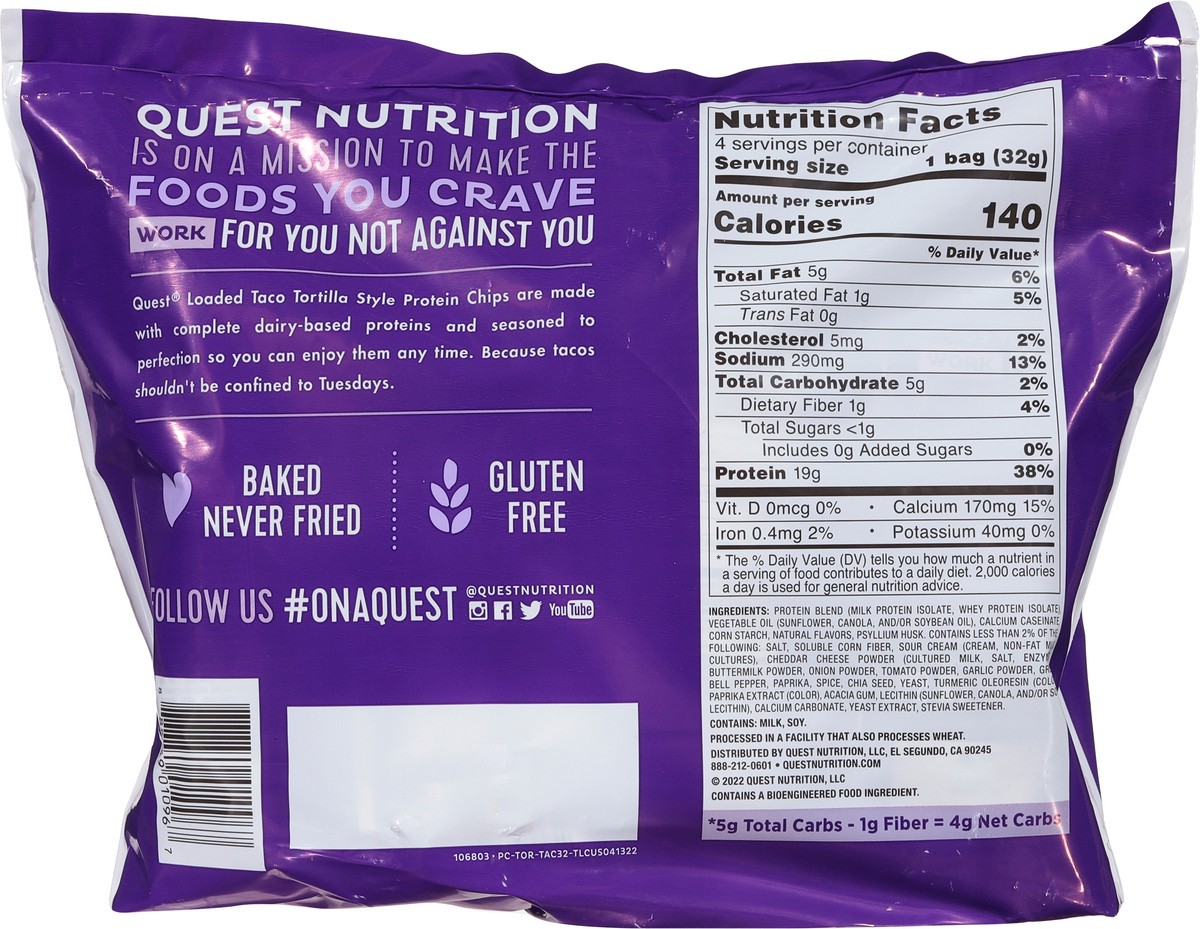 QUEST NUTRITION
IS ON A MISSION TO MAKE THE
FOODS YOU CRAVE
WORK FOR YOU NOT AGAINST YOU
Quest® Loaded Taco Tortilla Style Protein Chips are made
with complete dairy-based proteins and seasoned to
perfection so you can enjoy them any time. Because tacos
shouldn't be confined to Tuesdays.
BAKED
NEVER FRIED
GLUTEN
FREE
FOLLOW US #ONAQUEST @QUESTNUTRITION
YouTube
01096 7
106803 • PC-TOR-TAC32-TLCUS041322
Nutrition Facts
4 servings per container
Serving size 1 bag (32g)
Amount per serving
Calories 140
% Daily Value*
Total Fat 5g 6%
Saturated Fat 1g 5%
Trans Fat 0g
Cholesterol 5mg 2%
Sodium 290mg 13%
Total Carbohydrate 5g 2%
Dietary Fiber 1g 4%
Total Sugars <1g
Includes 0g Added Sugars 0%
Protein 19g 38%
Vit. D 0mcg 0% • Calcium 170mg 15%
Iron 0.4mg 2% • Potassium 40mg 0%
* The % Daily Value (DV) tells you how much a nutrient in
a serving of food contributes to a daily diet. 2,000 calories
a day is used for general nutrition advice.
INGREDIENTS: PROTEIN BLEND (MILK PROTEIN ISOLATE, WHEY PROTEIN ISOLATE)
VEGETABLE OIL (SUNFLOWER, CANOLA, AND/OR SOYBEAN OIL), CALCIUM CASEINATE
CORN STARCH, NATURAL FLAVORS, PSYLLIUM HUSK. CONTAINS LESS THAN 2% OF THE
FOLLOWING: SALT, SOLUBLE CORN FIBER, SOUR CREAM (CREAM, NON-FAT
CULTURES), CHEDDAR CHEESE POWDER (CULTURED MILK, SALT,
BUTTERMILK POWDER, ONION POWDER, TOMATO POWDER, GARLIC POWDER,
BELL PEPPER, PAPRIKA, SPICE, CHIA SEED, YEAST, TURMERIC OLEORESIN
PAPRIKA EXTRACT (COLOR), ACACIA GUM, LECITHIN (SUNFLOWER, CANOLA, AND/OR
LECITHIN), CALCIUM CARBONATE, YEAST EXTRACT, STEVIA SWEETENER.
CONTAINS: MILK, SOY.
PROCESSED IN A FACILITY THAT ALSO PROCESSES WHEAT.
DISTRIBUTED BY QUEST NUTRITION, LLC, EL SEGUNDO, CA 90245
888-212-0601 • QUESTNUTRITION.COM
© 2022 QUEST NUTRITION, LLC
CONTAINS A BIOENGINEERED FOOD INGREDIENT.
*5g Total Carbs - 1g Fiber = 4g Net Carbs